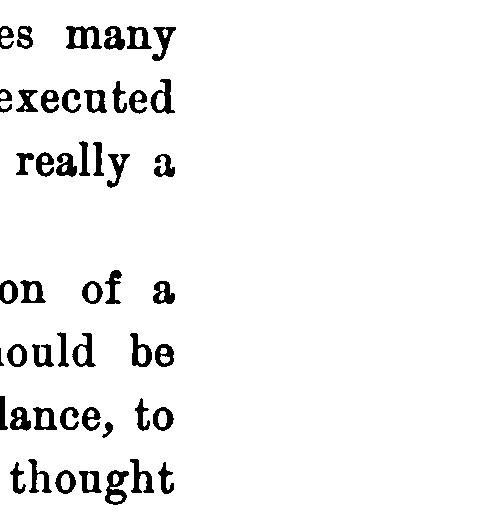 es many
executed
really a
on of a
ould be
lance, to
thought